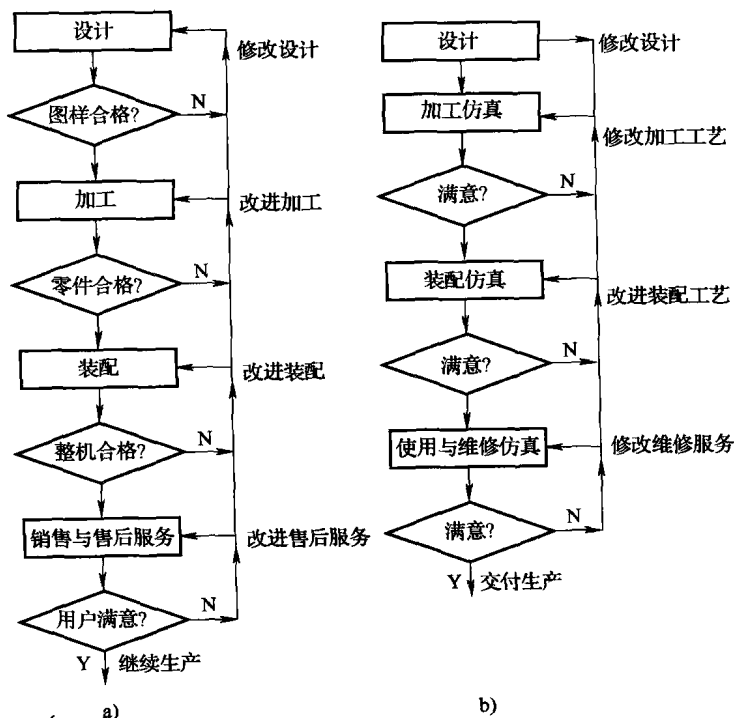 设计
修改设计
图样合格?
N
加工
改进加工
零件合格?
N
装配
改进装配
整机合格?
N
销售与售后服务
改进售后服务
用户满意?
N
Y
继续生产
a)
设计
修改设计
加工仿真
修改加工工艺
满意?
N
装配仿真
改进装配工艺
满意?
N
使用与维修仿真
修改维修服务
满意?
N
Y
交付生产
b)